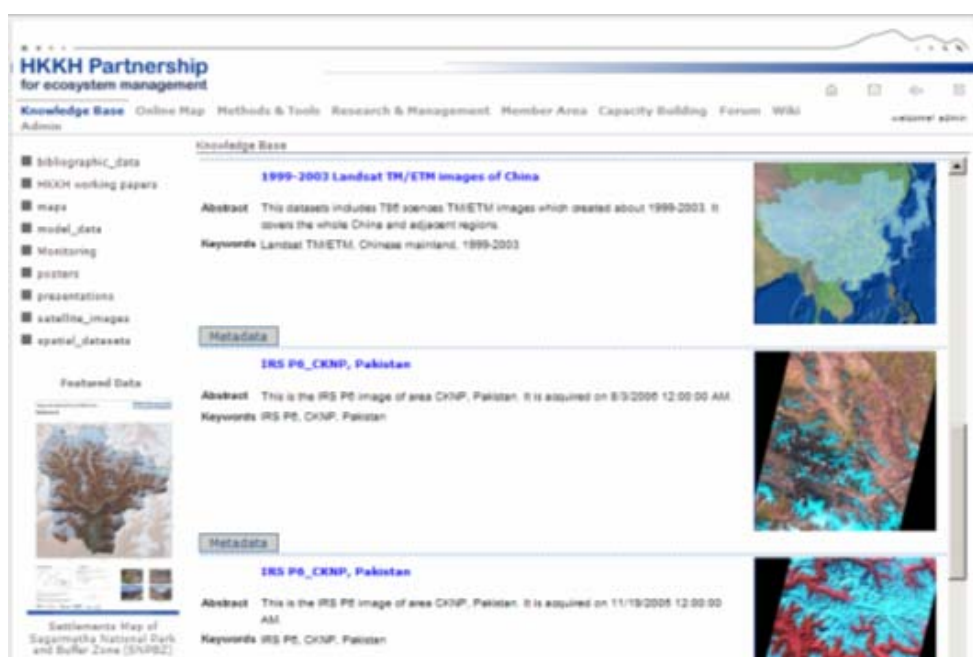 HKKH Partnership
for ecosystem management
Knowledge Base Online Map Methods & Tools Research & Management Member Area Capacity Building Forum Wiki
Admin
welcome! admin
Knowledge Base
bibliographic_data
HKKH working papers
maps
model_data
Monitoring
posters
presentations
satellite_images
spatial_datasets
Featured Data
Settlements Map of
Sagarmatha National Park
and Buffer Zone (SNPBZ)
1999-2003 Landsat TM/ETM images of China
Abstract This datasets includes scences TM/ETM images which created about 1999-2003. It
covers the whole China and adjacent regions.
Keywords Landsat TM/ETM, Chinese mainland, 1999-2003
Metadata
IRS P6_CKNP, Pakistan
Abstract This is the IRS P6 image of area CKNP, Pakistan. It is acquired on 12:00:00 AM.
Keywords IRS P6, CKNP, Pakistan
Metadata
IRS P6_CKNP, Pakistan
Abstract This is the IRS P6 image of area CKNP, Pakistan. It is acquired on 12:00:00
AM.
Keywords IRS P6, CKNP, Pakistan